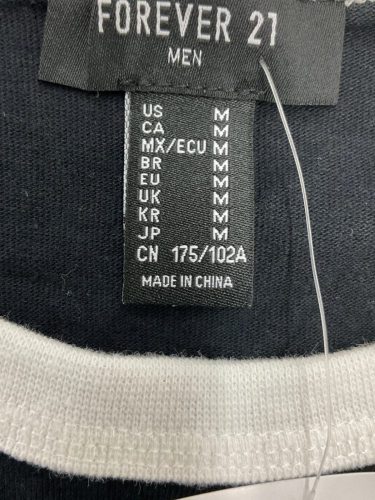 FOREVER 21
MEN
US M
CA M
MX/ECU M
BR M
EU M
UK M
KR M
JP M
CN 175/102A
MADE IN CHINA